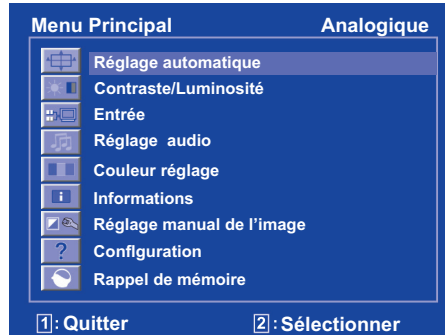 Menu Principal Analogique
Réglage automatique
Contraste/Luminosité
Entrée
Réglage audio
Couleur réglage
Informations
Réglage manual de l’image
Configuration
Rappel de mémoire
1: Quitter 2: Sélectionner